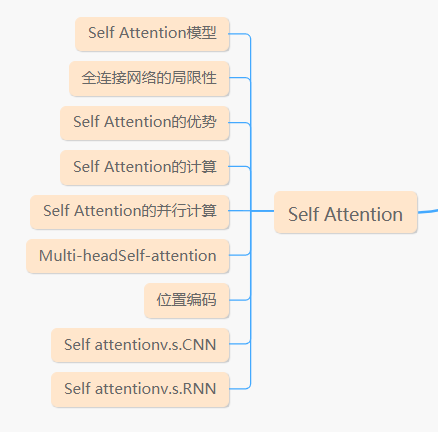 Self Attention模型
全连接网络的局限性
Self Attention的优势
Self Attention的计算
Self Attention的并行计算
Multi-headSelf-attention
位置编码
Self attentionv.s.CNN
Self attentionv.s.RNN
Self Attention